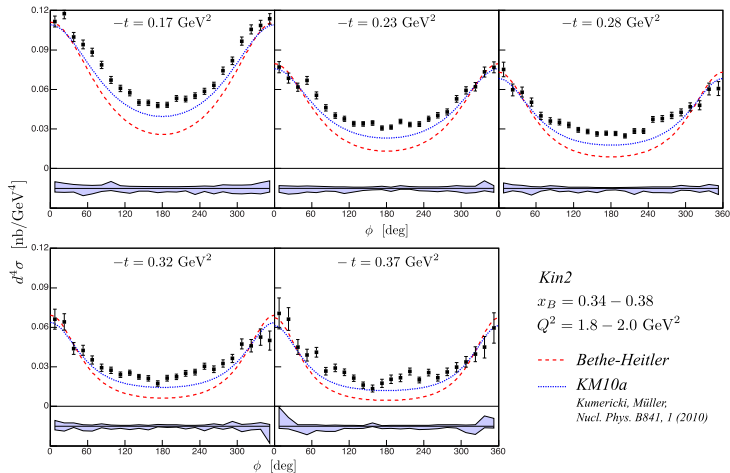 −t = 0.17 GeV²
−t = 0.23 GeV²
−t = 0.28 GeV²
0.12
0.09
0.06
0.03
0
0 60 120 180 240 300 0 60 120 180 240 300 0 60 120 180 240 300 360
ϕ [deg]
ϕ [deg]
ϕ [deg]
d⁴σ [nb/GeV⁴]
−t = 0.32 GeV²
− t = 0.37 GeV²
0.12
0.09
0.06
0.03
0
0 60 120 180 240 300 0 60 120 180 240 300 360
ϕ [deg]
ϕ [deg]
Kin2
x_B = 0.34 − 0.38
Q² = 1.8 − 2.0 GeV²
Bethe-Heitler
KM10a
Kumericki, Müller,
Nucl. Phys. B841, 1 (2010)